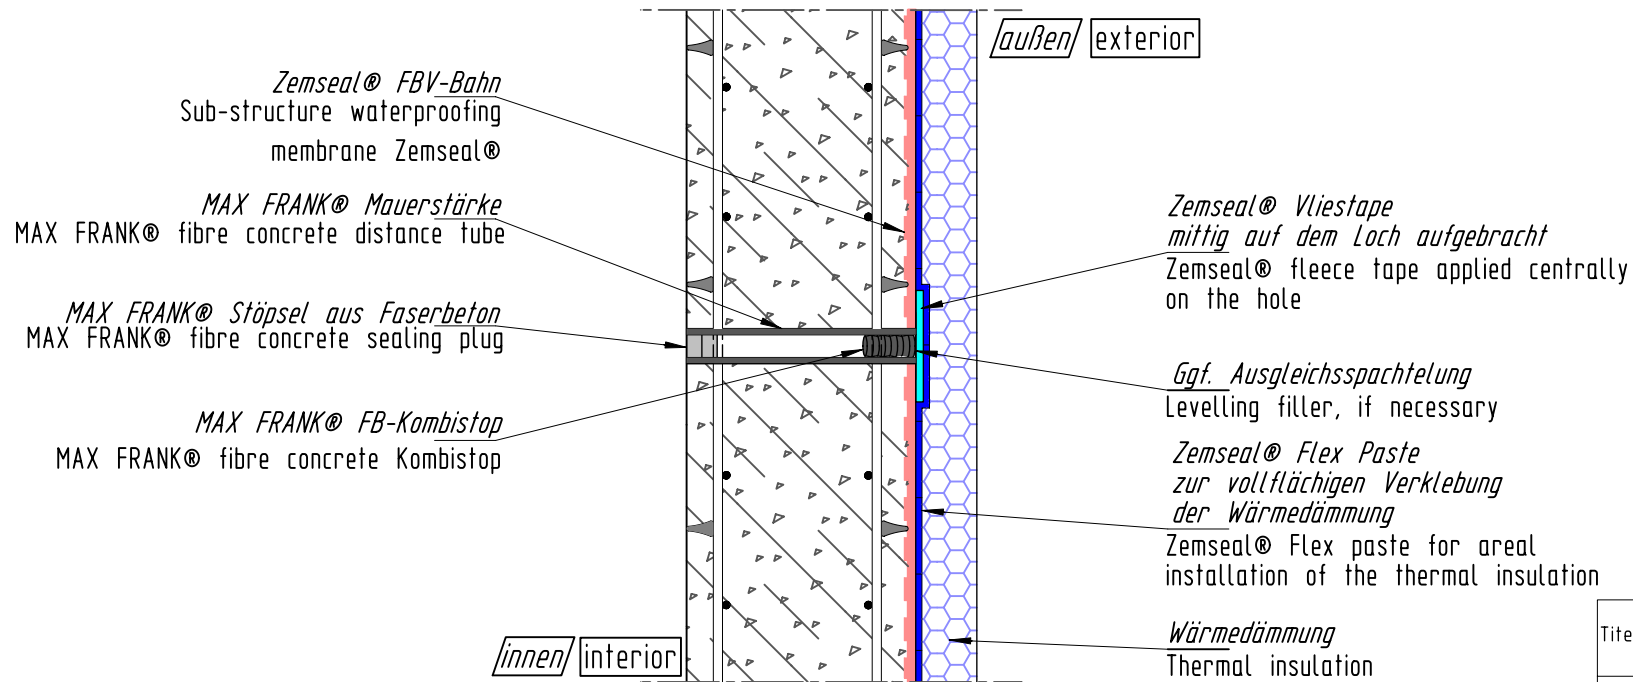 außen exterior
Zemseal® FBV-Bahn
Sub-structure waterproofing
membrane Zemseal®
MAX FRANK® Mauerstärke
MAX FRANK® fibre concrete distance tube
MAX FRANK® Stöpsel aus Faserbeton
MAX FRANK® fibre concrete sealing plug
MAX FRANK® FB-Kombistop
MAX FRANK® fibre concrete Kombistop
innen interior
Zemseal® Vliestape
mittig auf dem Loch aufgebracht
Zemseal® fleece tape applied centrally
on the hole
Ggf. Ausgleichsspachtelung
Levelling filler, if necessary
Zemseal® Flex Paste
zur vollflächigen Verklebung
der Wärmedämmung
Zemseal® Flex paste for areal
installation of the thermal insulation
Wärmedämmung
Thermal insulation
Tite